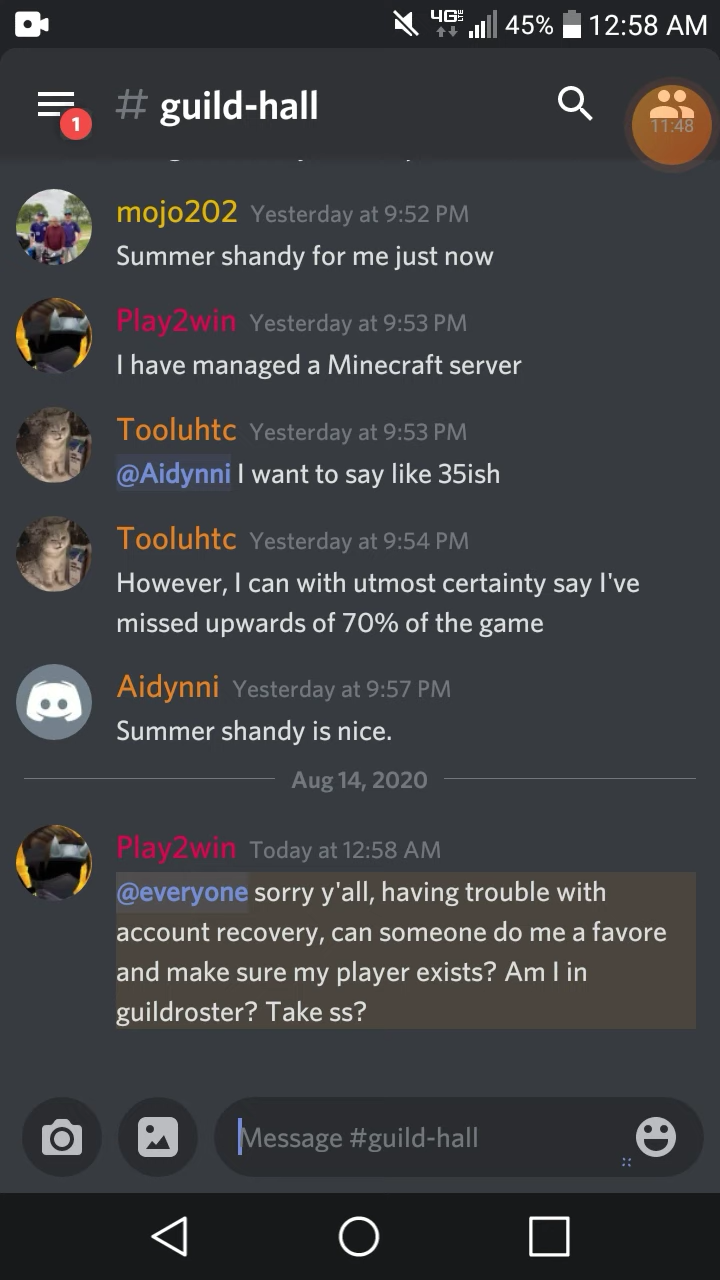 4G LTE 45% 12:58 AM
# guild-hall
11:48
1
mojo202 Yesterday at 9:52 PM
Summer shandy for me just now
Play2win Yesterday at 9:53 PM
I have managed a Minecraft server
Tooluhtc Yesterday at 9:53 PM
@Aidynni I want to say like 35ish
Tooluhtc Yesterday at 9:54 PM
However, I can with utmost certainty say I've
missed upwards of 70% of the game
Aidynni Yesterday at 9:57 PM
Summer shandy is nice.
Aug 14, 2020
Play2win Today at 12:58 AM
@everyone sorry y'all, having trouble with
account recovery, can someone do me a favore
and make sure my player exists? Am I in
guildroster? Take ss?
Message #guild-hall